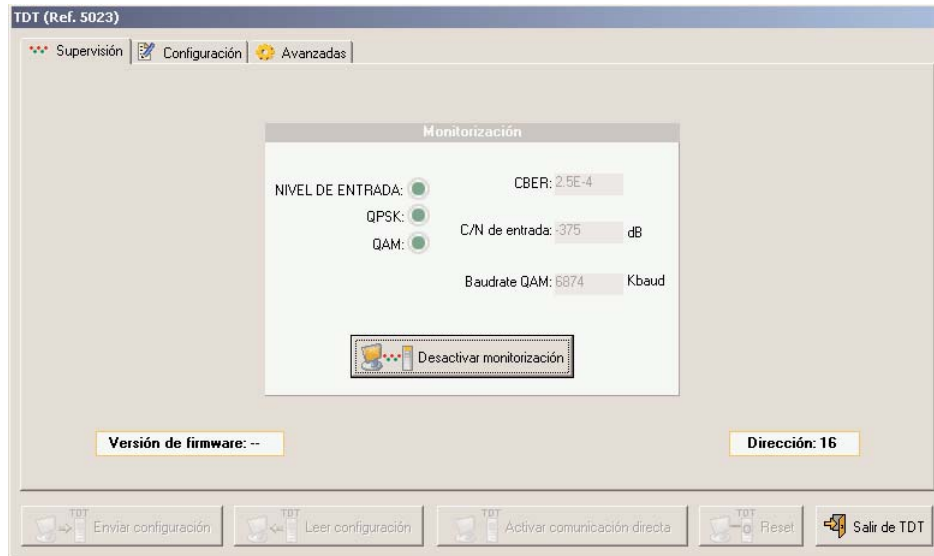 TDT (Ref. 5023)
Supervisión
Configuración
Avanzadas
Monitorización
NIVEL DE ENTRADA:
QPSK:
QAM:
CBER: 2.5E-4
C/N de entrada: -375 dB
Baudrate QAM: 6874 Kbaud
Desactivar monitorización
Versión de firmware: --
Dirección: 16
TDT
Enviar configuración
TDT
Leer configuración
TDT
Activar comunicación directa
TDT
Reset
Salir de TDT